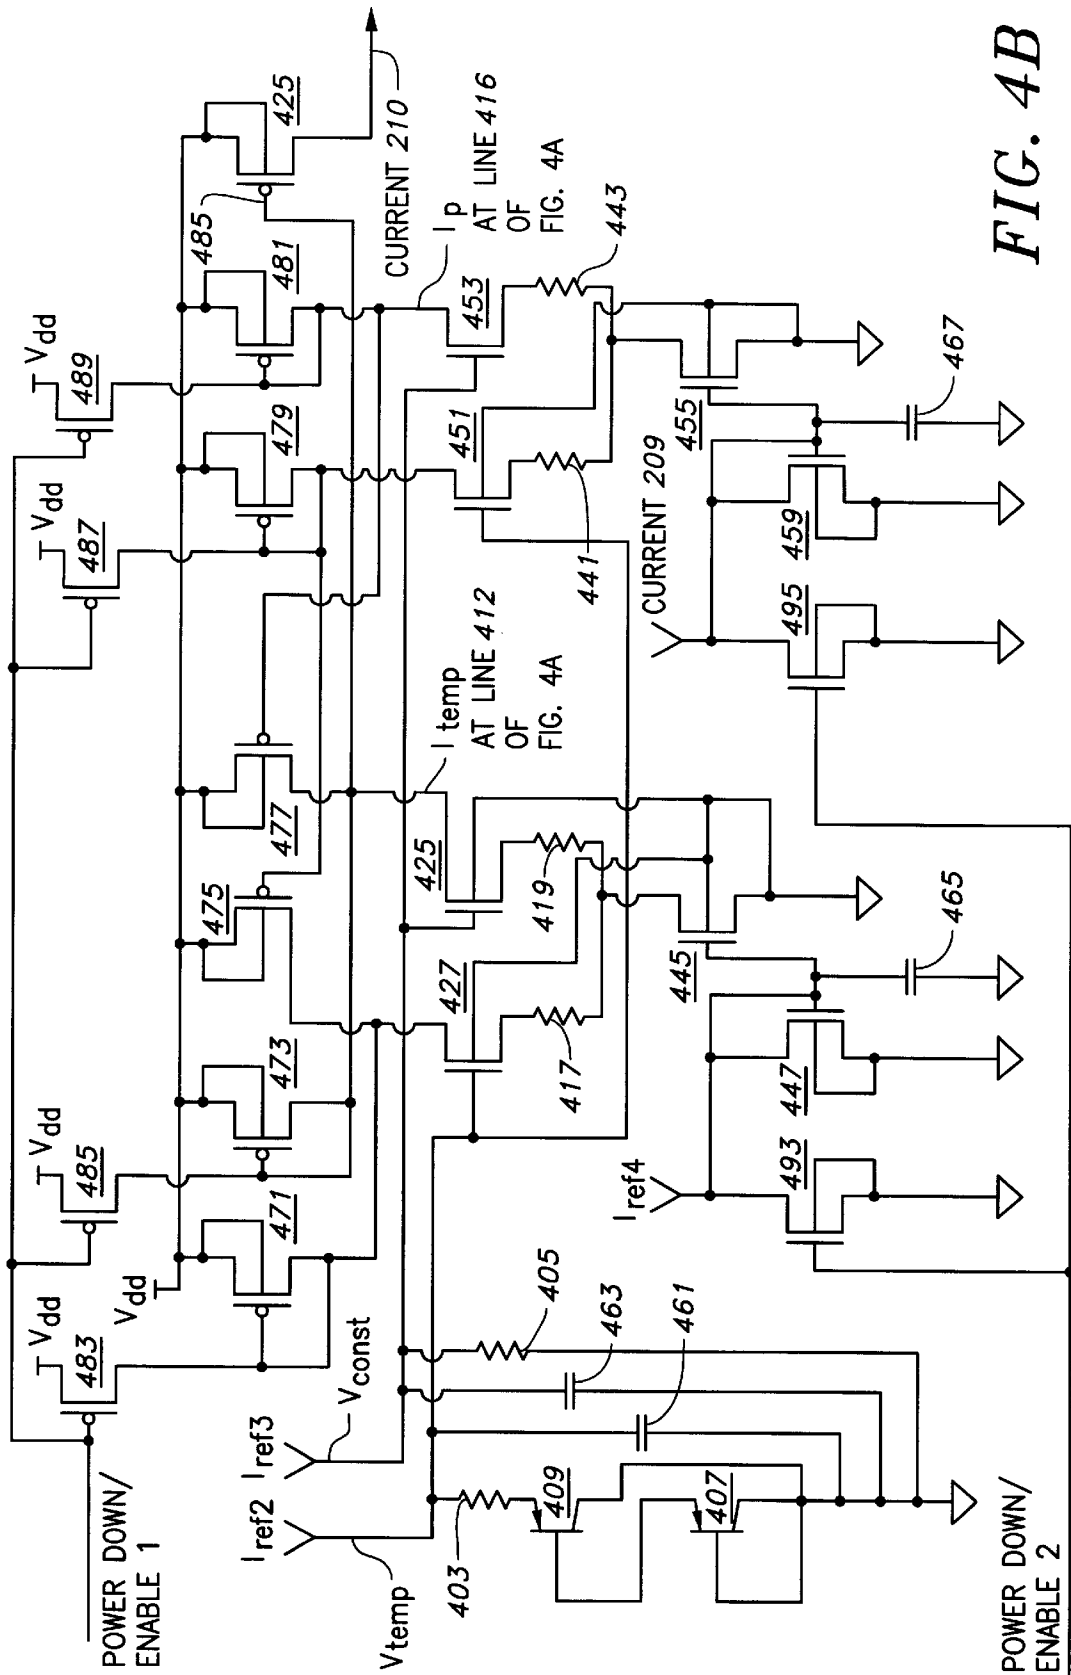 POWER DOWN/
ENABLE 1
Vdd
483
Vdd
485
Vdd
487
Vdd
489
Vdd
471
473
475
477
479
481
485
425
CURRENT 210
Iref2
Iref3
Vtemp
Vconst
Itemp
AT LINE 412
OF
FIG. 4A
Ip
AT LINE 416
OF
FIG. 4A
427
425
451
453
417
419
441
443
403
409
407
461
463
405
Iref4
493
447
445
465
CURRENT 209
495
459
455
467
POWER DOWN/
ENABLE 2
FIG. 4B